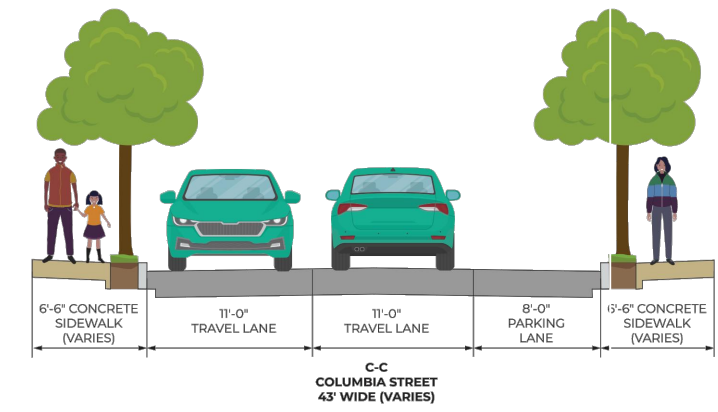 6'-6" CONCRETE
SIDEWALK
(VARIES)
11'-0"
TRAVEL LANE
11'-0"
TRAVEL LANE
8'-0"
PARKING
LANE
6'-6" CONCRETE
SIDEWALK
(VARIES)
C-C
COLUMBIA STREET
43' WIDE (VARIES)